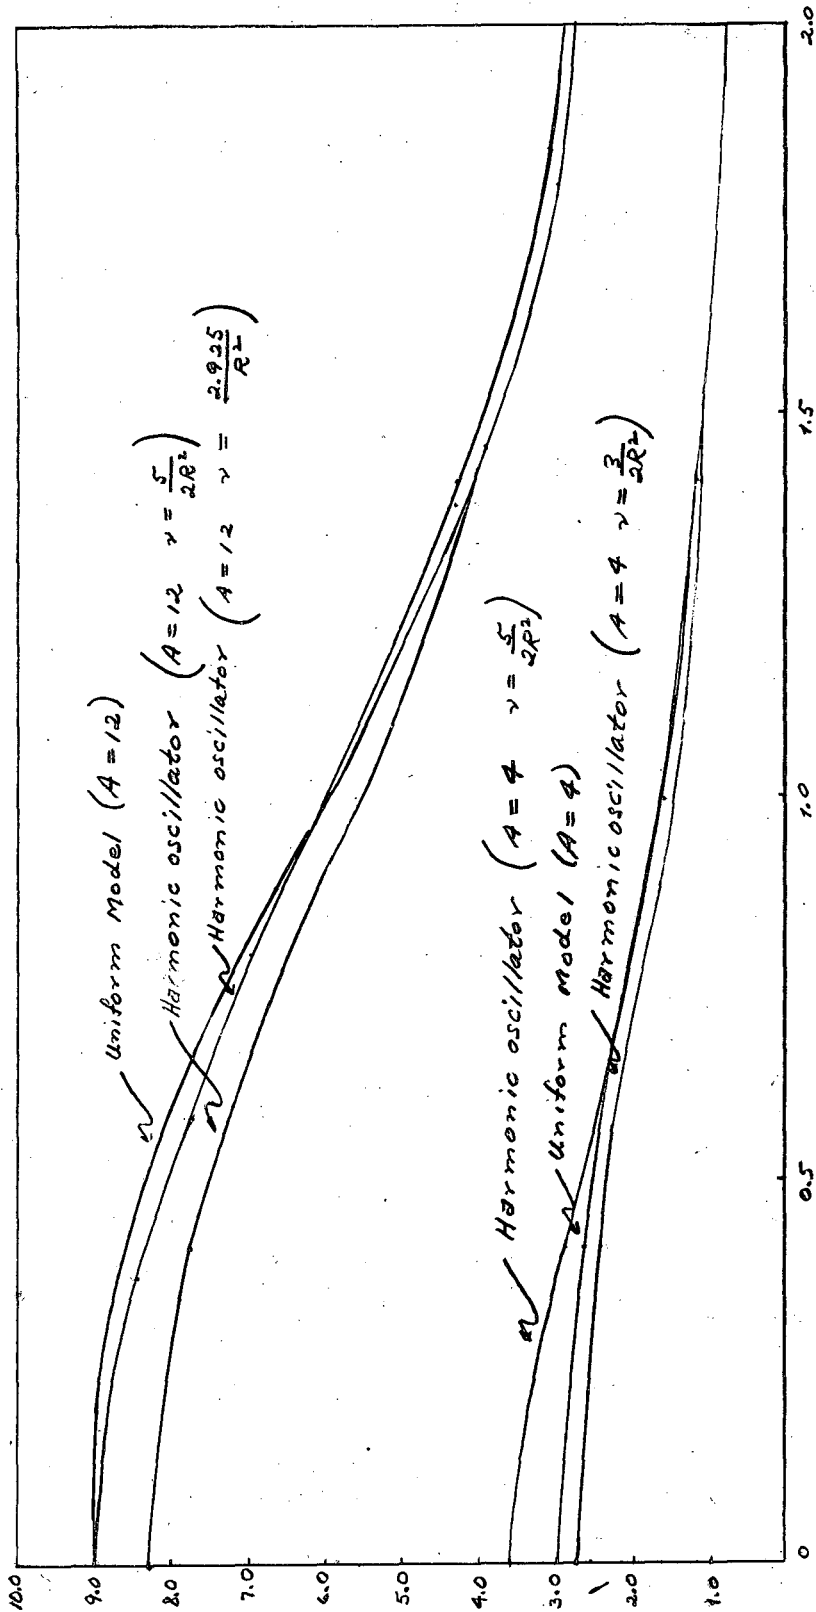 Uniform Model (A=12)
Harmonic oscillator (A=12 ν=5/2R²)
Harmonic oscillator (A=12 ν=2.925/R²)
Harmonic oscillator (A=4 ν=5/2R²)
Uniform Model (A=4)
Harmonic oscillator (A=4 ν=3/2R²)
10.0
9.0
8.0
7.0
6.0
5.0
4.0
3.0
2.0
1.0
0
0.5
1.0
1.5
2.0